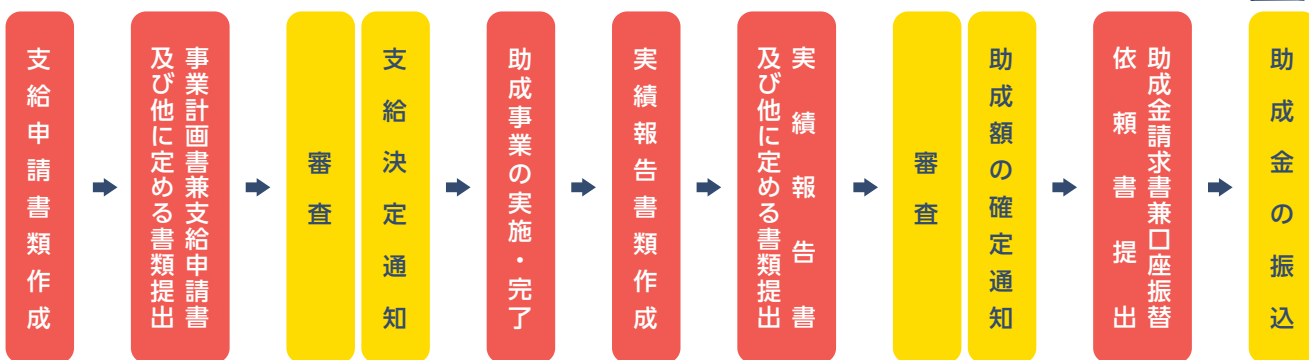 支給申請書類作成
事業計画書兼支給申請書
及び他に定める書類提出
審査
支給決定通知
助成事業の実施・完了
実績報告書類作成
実績報告書
及び他に定める書類提出
審査
助成額の確定通知
助成金請求書兼口座振替
依頼書提出
助成金の振込